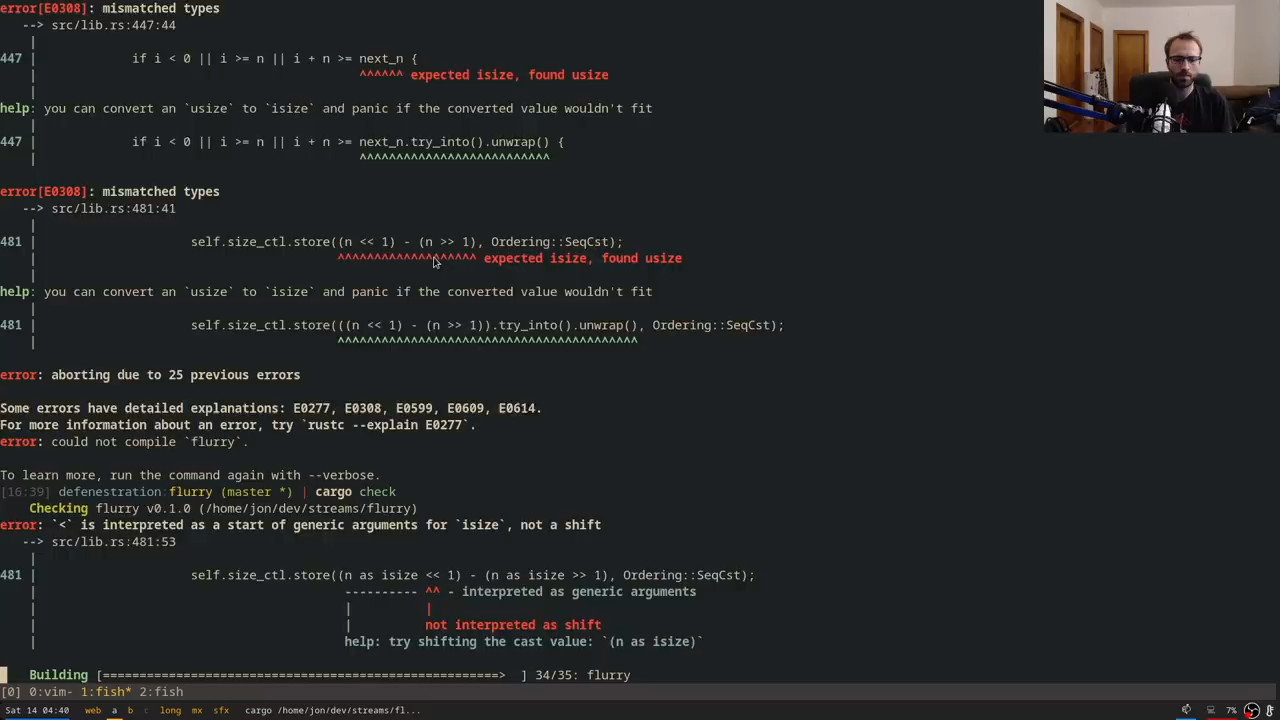 error[E0308]: mismatched types
   --> src/lib.rs:447:44
    |
447 |             if i < 0 || i >= n || i + n >= next_n {
    |                                            ^^^^^^ expected isize, found usize
    |
help: you can convert an `usize` to `isize` and panic if the converted value wouldn't fit
    |
447 |             if i < 0 || i >= n || i + n >= next_n.try_into().unwrap() {
    |                                            ^^^^^^^^^^^^^^^^^^^^^^^^^^
error[E0308]: mismatched types
   --> src/lib.rs:481:41
    |
481 |                     self.size_ctl.store((n << 1) - (n >> 1), Ordering::SeqCst);
    |                                         ^^^^^^^^^^^^^^^^^^^ expected isize, found usize
    |
help: you can convert an `usize` to `isize` and panic if the converted value wouldn't fit
    |
481 |                     self.size_ctl.store(((n << 1) - (n >> 1)).try_into().unwrap(), Ordering::SeqCst);
    |                                         ^^^^^^^^^^^^^^^^^^^^^^^^^^^^^^^^^^^^^^^^^
error: aborting due to 25 previous errors
Some errors have detailed explanations: E0277, E0308, E0599, E0609, E0614.
For more information about an error, try `rustc --explain E0277`.
error: could not compile `flurry`.
To learn more, run the command again with --verbose.
[16:39] defenestration:flurry (master *) | cargo check
    Checking flurry v0.1.0 (/home/jon/dev/streams/flurry)
error: `<` is interpreted as a start of generic arguments for `isize`, not a shift
   --> src/lib.rs:481:53
    |
481 |                     self.size_ctl.store((n as isize << 1) - (n as isize >> 1), Ordering::SeqCst);
    |                                          ---------- ^^ - interpreted as generic arguments
    |                                          |          |
    |                                          |          not interpreted as shift
    |                                          help: try shifting the cast value: `(n as isize)`
    Building [=======================================================>  ] 34/35: flurry
[0] 0:vim- 1:fish* 2:fish
Sat 14 04:40 web a b c long mx sfx cargo /home/jon/dev/streams/fl... 7%